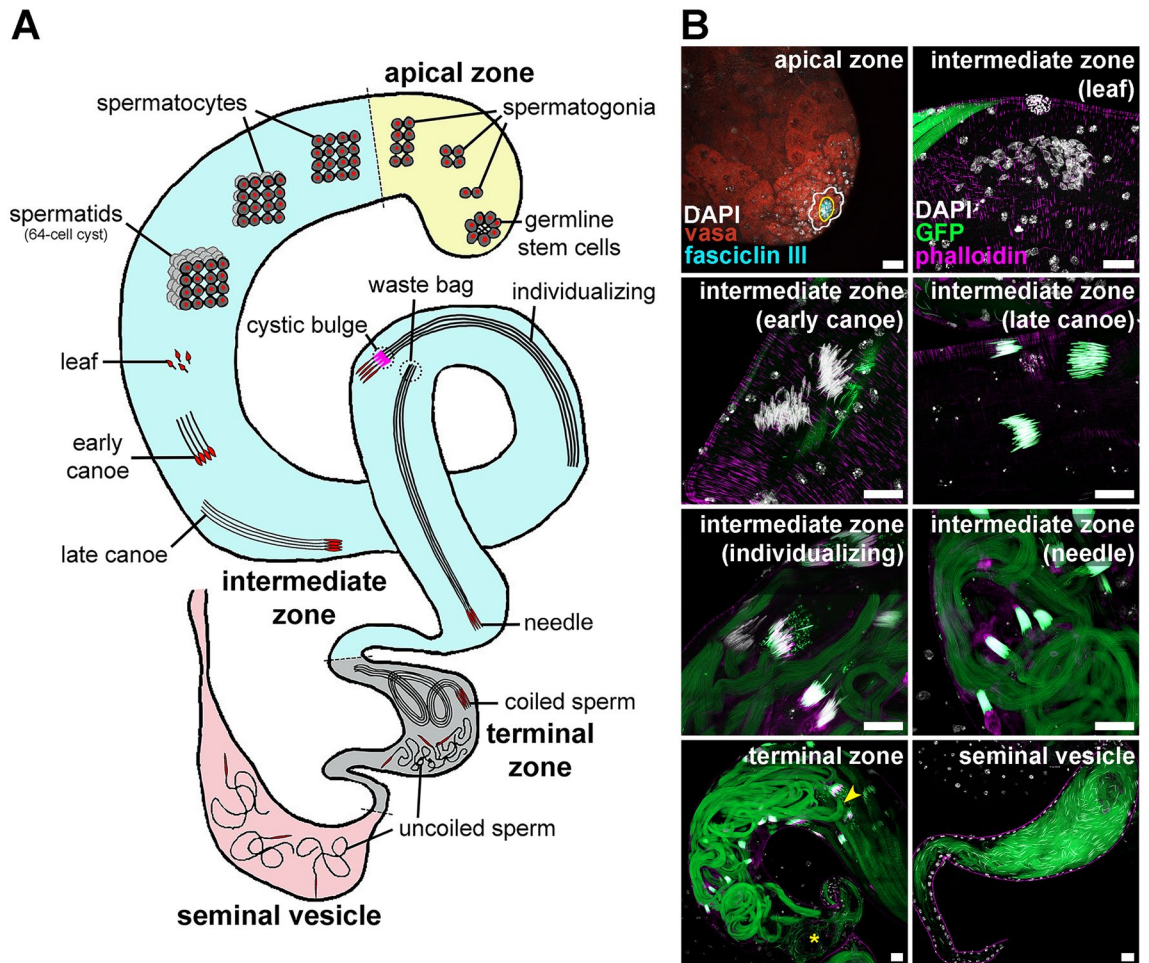 A
apical zone
spermatocytes
spermatogonia
spermatids
(64-cell cyst)
germline
stem cells
waste bag
individualizing
cystic bulge
leaf
early
canoe
late canoe
intermediate
zone
needle
coiled sperm
terminal
zone
uncoiled sperm
seminal vesicle
B
apical zone
DAPI
vasa
fasciclin III
intermediate zone
(leaf)
DAPI
GFP
phalloidin
intermediate zone
(early canoe)
intermediate zone
(late canoe)
intermediate zone
(individualizing)
intermediate zone
(needle)
terminal zone
*
seminal vesicle